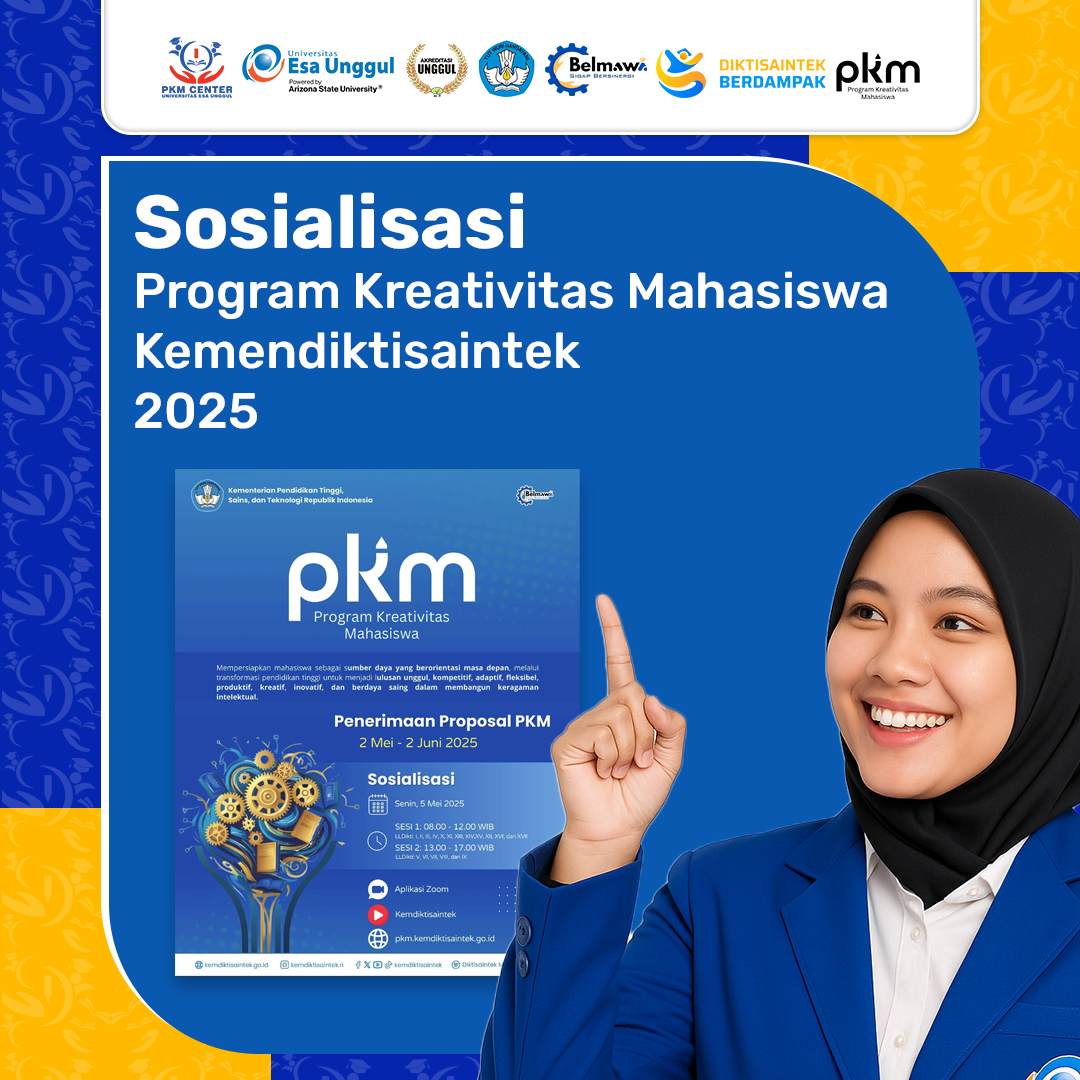 PKM CENTER
UNIVERSITAS ESA UNGGUL
Universitas
Esa Unggul
Powered by
Arizona State University®
AKREDITASI
UNGGUL
TUT WURI HANDAYANI
Belmawa
SIGAP BERSINERGI
DIKTISAINTEK
BERDAMPAK
pkm
Program Kreativitas
Mahasiswa
Sosialisasi
Program Kreativitas Mahasiswa
Kemendiktisaintek
2025
Kementerian Pendidikan Tinggi,
Sains, dan Teknologi Republik Indonesia
Belmawa
pkm
Program Kreativitas
Mahasiswa
Mempersiapkan mahasiswa sebagai sumber daya yang berorientasi masa depan, melalui
transformasi pendidikan tinggi untuk menjadi lulusan unggul, kompetitif, adaptif, fleksibel,
produktif, kreatif, inovatif, dan berdaya saing dalam membangun keragaman
intelektual.
Penerimaan Proposal PKM
2 Mei - 2 Juni 2025
Sosialisasi
Senin, 5 Mei 2025
SESI 1: 08.00 - 12.00 WIB
SESI 2: 13.00 - 17.00 WIB
LLDikti: V, VI, VII, VIII, dan IX
Aplikasi Zoom
Kemdiktisaintek
pkm.kemdiktisaintek.go.id
kemdiktisaintek.go.id
kemdiktisaintek.ri
kemdiktisaintek
Diktisaintek